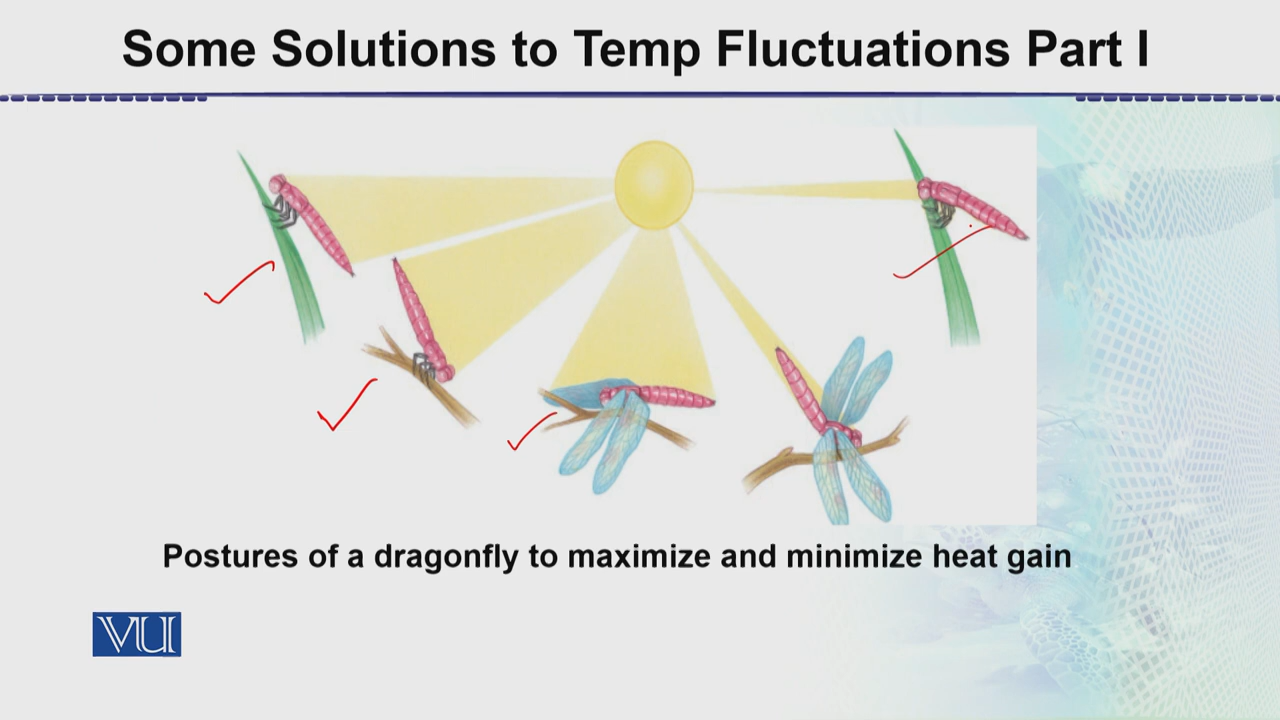 Some Solutions to Temp Fluctuations Part I
Postures of a dragonfly to maximize and minimize heat gain
VU